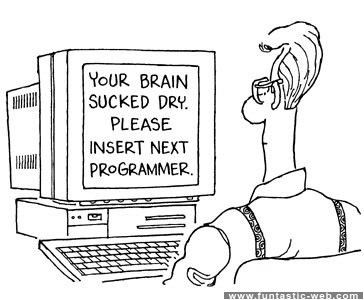 YOUR BRAIN
SUCKED DRY.
PLEASE
INSERT NEXT
PROGRAMMER.
www.funtastic-web.com